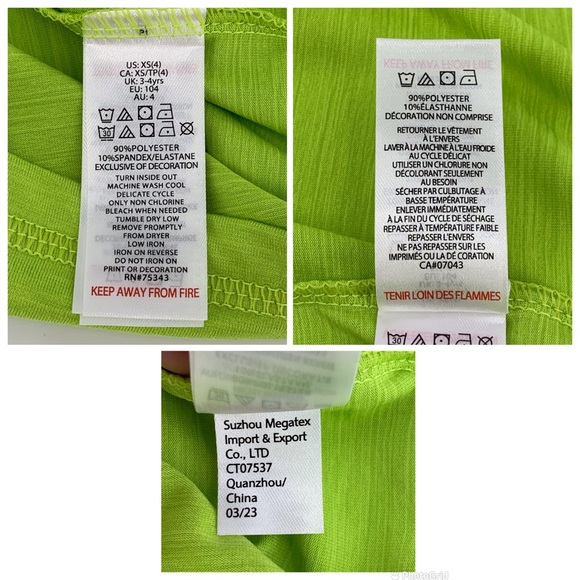 US: XS(4)
CA: XS/TP(4)
UK: 3-4yrs
EU: 104
AU: 4
30
90%POLYESTER
10%SPANDEX/ELASTANE
EXCLUSIVE OF DECORATION
TURN INSIDE OUT
MACHINE WASH COOL
DELICATE CYCLE
ONLY NON CHLORINE
BLEACH WHEN NEEDED
TUMBLE DRY LOW
REMOVE PROMPTLY
FROM DRYER
LOW IRON
IRON ON REVERSE
DO NOT IRON ON
PRINT OR DECORATION
RN#75343
KEEP AWAY FROM FIRE
90%POLYESTER
10%ÉLASTHANNE
DÉCORATION NON COMPRISE
RETOURNER LE VÊTEMENT
À L'ENVERS
LAVER À LA MACHINE À L'EAU FROIDE
AU CYCLE DÉLICAT
UTILISER UN CHLORURE NON
DÉCOLORANT SEULEMENT
AU BESOIN
SÉCHER PAR CULBUTAGE À
BASSE TEMPÉRATURE
ENLEVER IMMÉDIATEMENT
À LA FIN DU CYCLE DE SÉCHAGE
REPASSER À TEMPÉRATURE FAIBLE
REPASSER L'ENVERS
NE PAS REPASSER SUR LES
IMPRIMÉS OU LA DÉ CORATION
CA#07043
TENIR LOIN DES FLAMMES
30
Suzhou Megatex
Import & Export
Co., LTD
CT07537
Quanzhou/
China
03/23
PhotoGrid